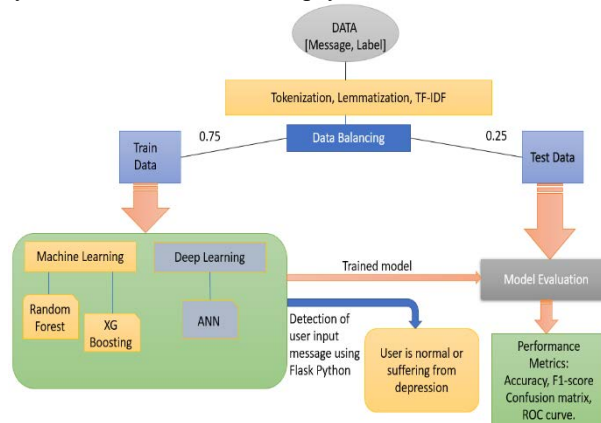 DATA
[Message, Label]
Tokenization, Lemmatization, TF-IDF
0.75
Data Balancing
0.25
Train
Data
Test Data
Machine Learning
Deep Learning
Random
Forest
XG
Boosting
ANN
Trained model
Model Evaluation
Detection of
user input
message using
Flask Python
User is normal or
suffering from
depression
Performance
Metrics:
Accuracy, F1-score
Confusion matrix,
ROC curve.